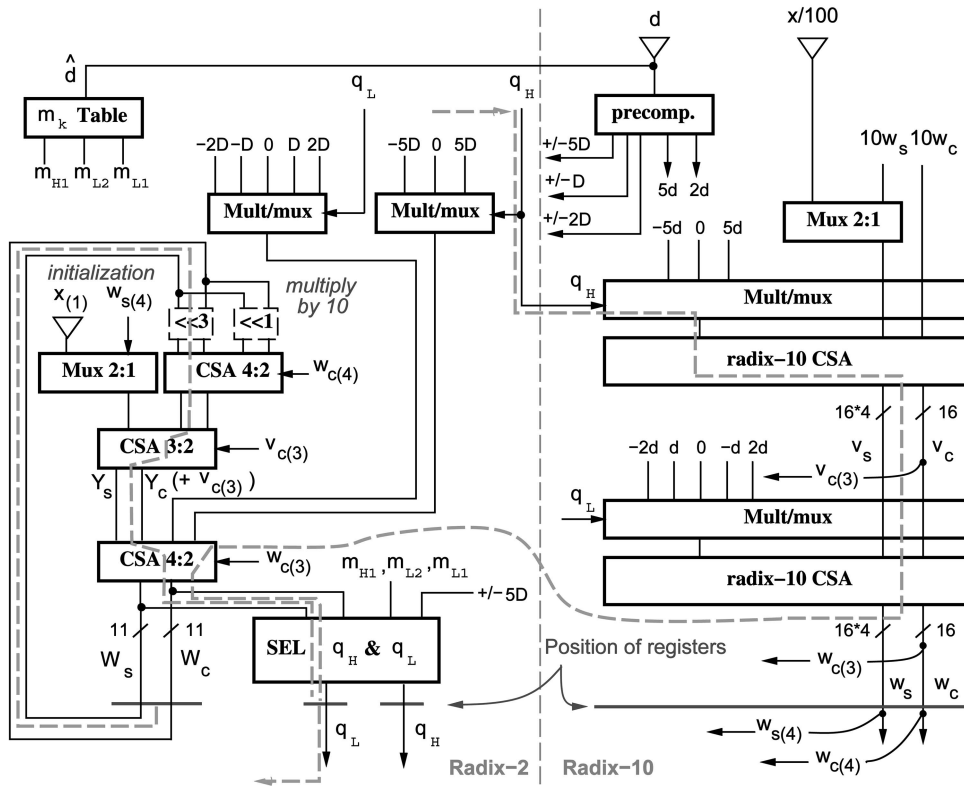 d
x/100
d̂
q_L
q_H
m_k Table
precomp.
10w_s 10w_c
m_H1 m_L2 m_L1
-2D -D 0 D 2D
-5D 0 5D
+/-5D
+/-D
+/-2D
5d 2d
Mult/mux
Mult/mux
Mux 2:1
-5d 0 5d
initialization
x_(1) w_s(4)
multiply
by 10
q_H
Mult/mux
<<3 <<1
Mux 2:1
CSA 4:2
w_c(4)
radix-10 CSA
16*4 16
CSA 3:2
v_c(3)
v_s v_c
-2d d 0 -d 2d
v_c(3)
Y_s Y_c (+ v_c(3) )
q_L
Mult/mux
CSA 4:2
w_c(3)
m_H1 ,m_L2 ,m_L1
radix-10 CSA
+/-5D
11 11
16*4 16
SEL q_H & q_L
Position of registers
w_c(3)
W_s W_c
w_s w_c
q_L q_H
w_s(4)
Radix-2 Radix-10
w_c(4)